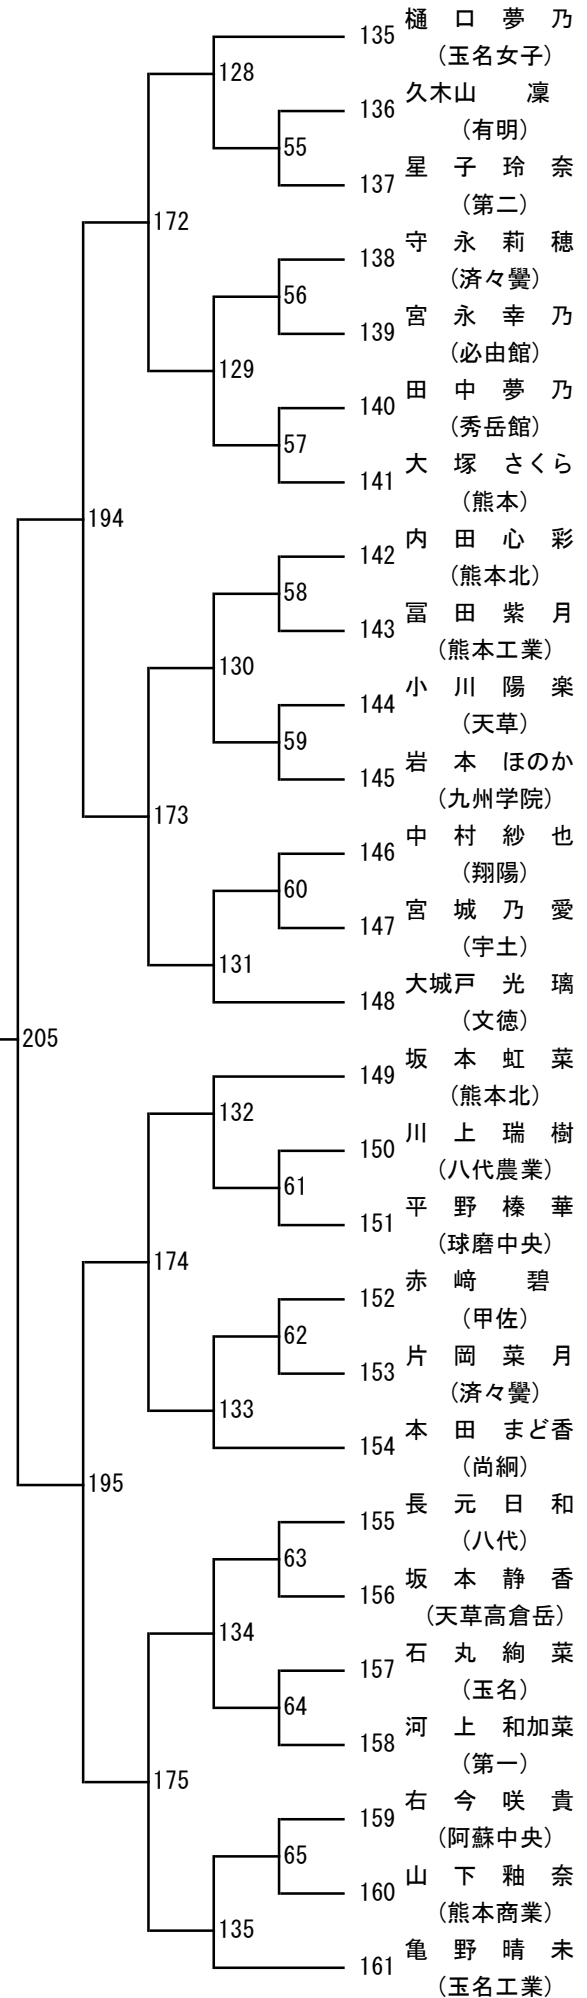 135 樋 口 夢 乃
(玉名女子)
128
136 久木山 凜
(有明)
55
137 星 子 玲 奈
(第二)
172
138 守 永 莉 穂
(済々黌)
56
139 宮 永 幸 乃
(必由館)
129
140 田 中 夢 乃
(秀岳館)
57
141 大 塚 さくら
(熊本)
194
142 内 田 心 彩
(熊本北)
58
143 冨 田 紫 月
(熊本工業)
130
144 小 川 陽 楽
(天草)
59
145 岩 本 ほのか
(九州学院)
173
146 中 村 紗 也
(翔陽)
60
147 宮 城 乃 愛
(宇土)
131
148 大城戸 光 璃
(文徳)
205
149 坂 本 虹 菜
(熊本北)
132
150 川 上 瑞 樹
(八代農業)
61
151 平 野 榛 華
(球磨中央)
174
152 赤 﨑 碧
(甲佐)
62
153 片 岡 菜 月
(済々黌)
133
154 本 田 まど香
(尚絅)
195
155 長 元 日 和
(八代)
63
156 坂 本 静 香
(天草高倉岳)
134
157 石 丸 絢 菜
(玉名)
64
158 河 上 和加菜
(第一)
175
159 右 今 咲 貴
(阿蘇中央)
65
160 山 下 釉 奈
(熊本商業)
135
161 亀 野 晴 未
(玉名工業)